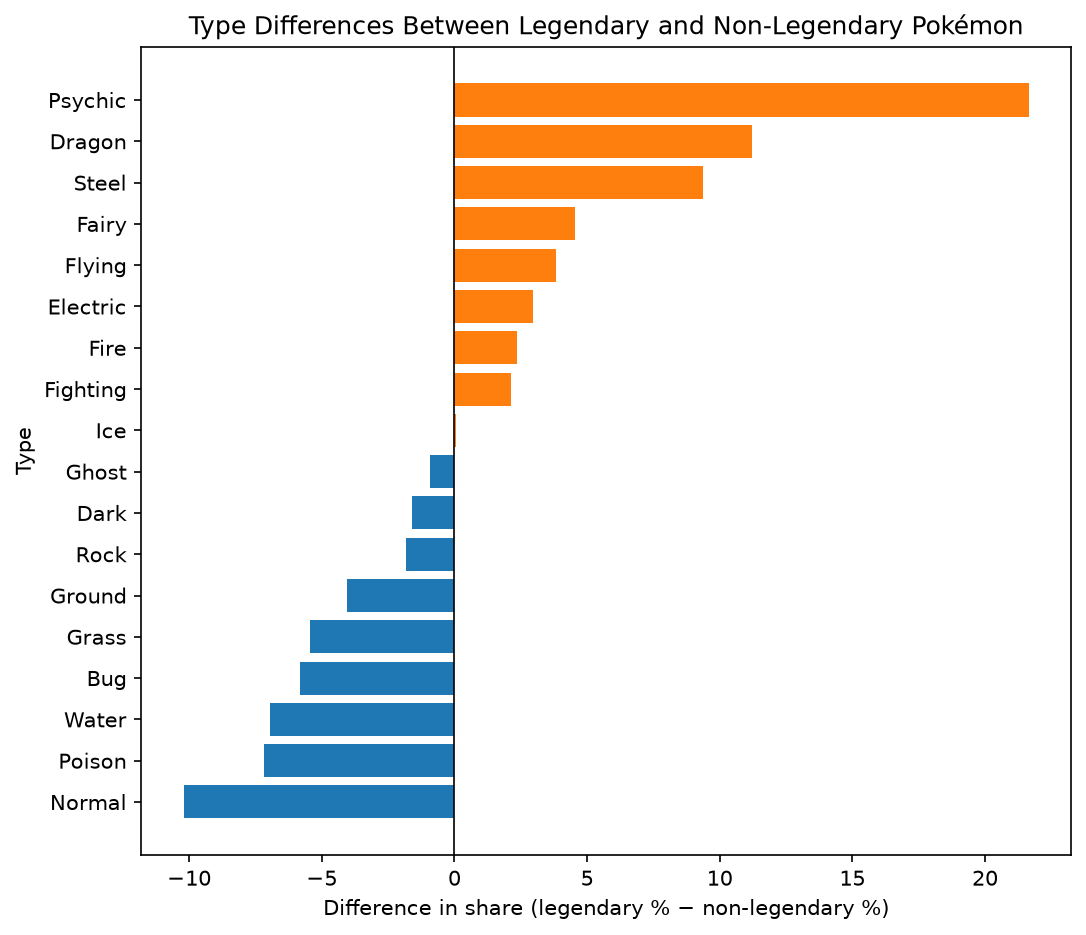 Type Differences Between Legendary and Non-Legendary Pokémon
Psychic
Dragon
Steel
Fairy
Flying
Electric
Fire
Fighting
Ice
Ghost
Dark
Rock
Ground
Grass
Bug
Water
Poison
Normal
Type
−10 −5 0 5 10 15 20
Difference in share (legendary % − non-legendary %)